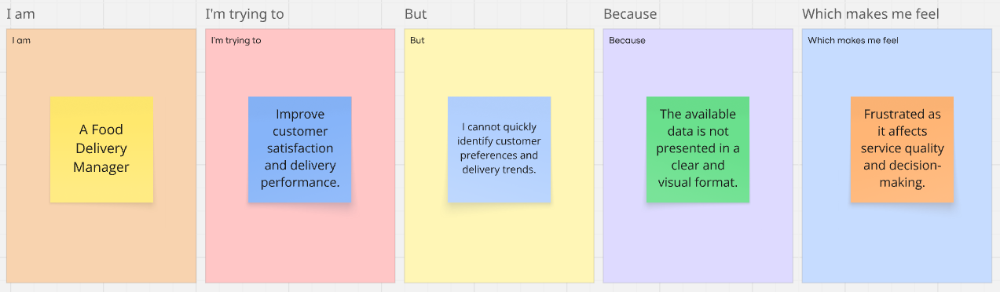 I am
I'm trying to
But
Because
Which makes me feel
I am
I'm trying to
But
Because
Which makes me feel
A Food
Delivery
Manager
Improve
customer
satisfaction
and delivery
performance.
I cannot quickly
identify customer
preferences and
delivery trends.
The available
data is not
presented in a
clear and
visual format.
Frustrated as
it affects
service quality
and decision-
making.